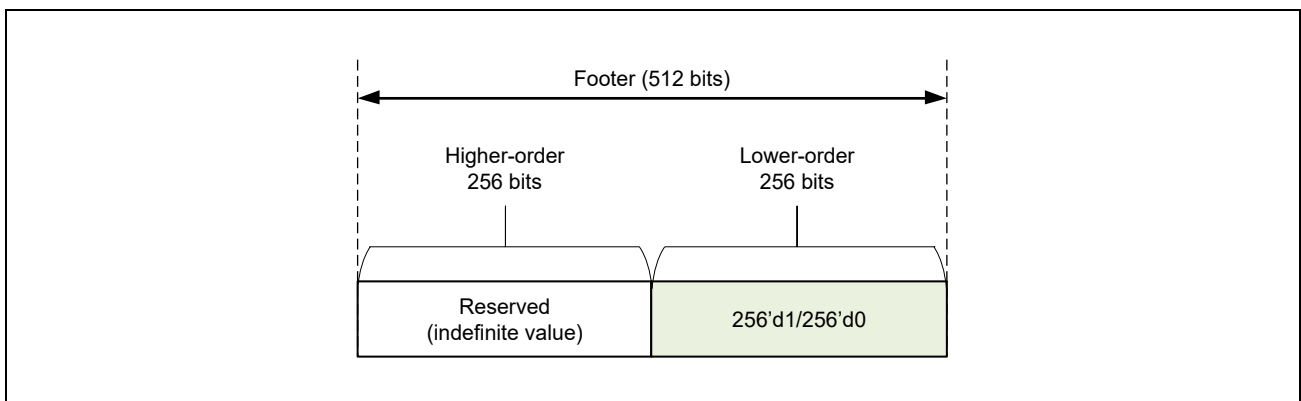 Footer (512 bits)
Higher-order
256 bits
Lower-order
256 bits
Reserved
(indefinite value)
256’d1/256’d0